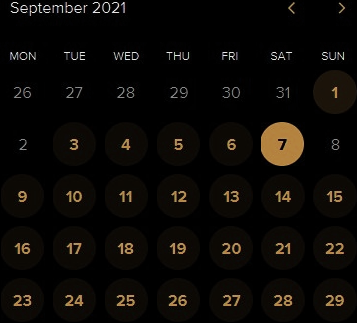 September 2021
MON TUE WED THU FRI SAT SUN
26 27 28 29 30 31 1
2 3 4 5 6 7 8
9 10 11 12 13 14 15
16 17 18 19 20 21 22
23 24 25 26 27 28 29